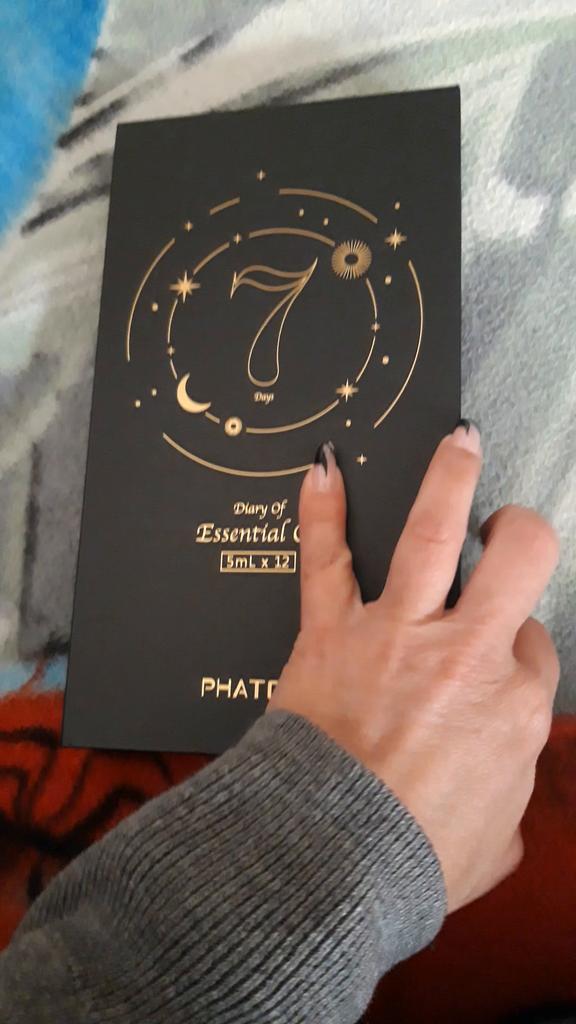 7
Days
Diary Of
Essential
5mL x 12
PHAT